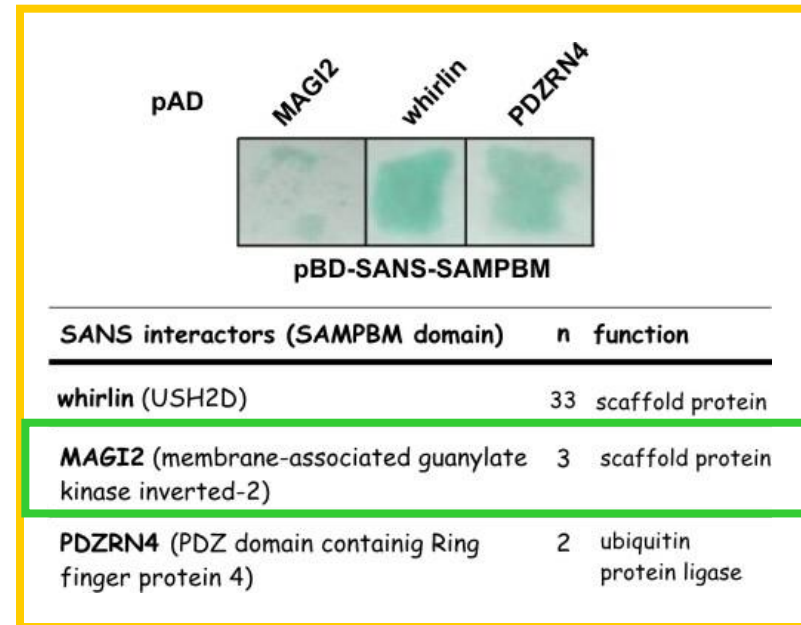 pAD MAGI2 whirlin PDZRN4
pBD-SANS-SAMPBM
SANS interactors (SAMPBM domain) n function
whirlin (USH2D) 33 scaffold protein
MAGI2 (membrane-associated guanylate 3 scaffold protein
kinase inverted-2)
PDZRN4 (PDZ domain containig Ring 2 ubiquitin
finger protein 4) protein ligase